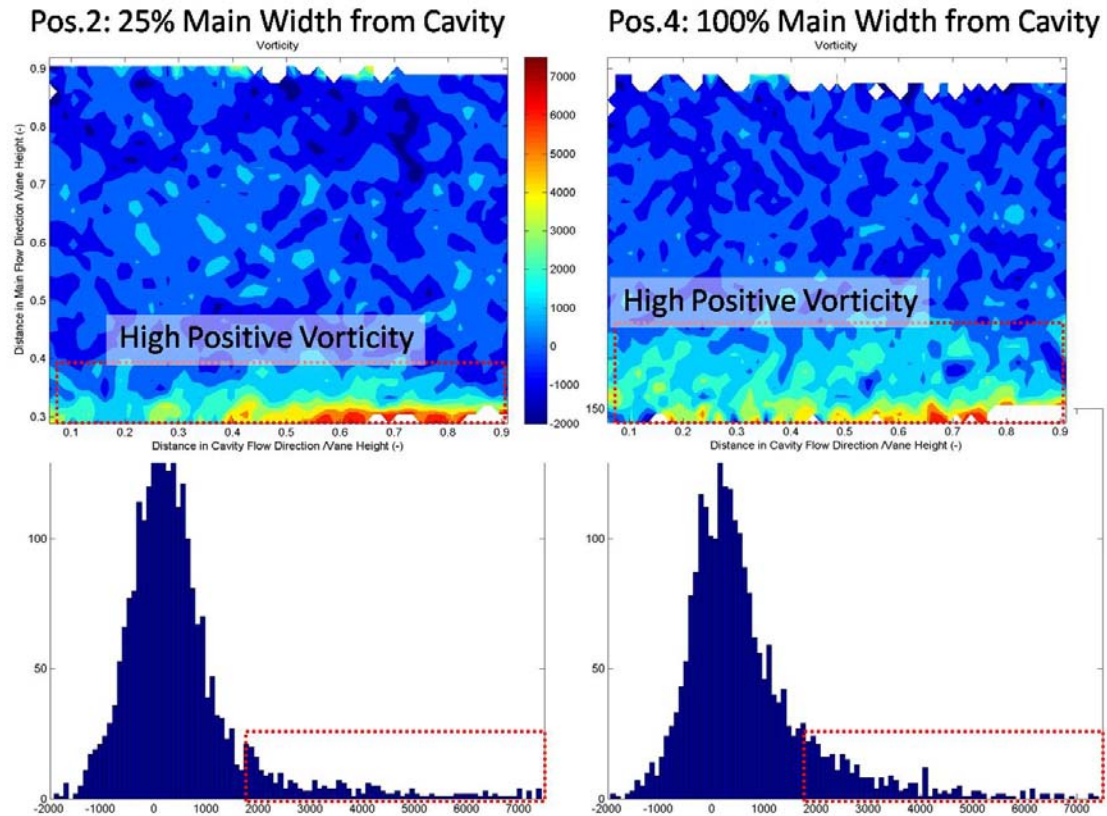 Pos.2: 25% Main Width from Cavity
Pos.4: 100% Main Width from Cavity
Vorticity
Vorticity
0.9
0.8
0.7
0.6
0.5
0.4
0.3
Distance in Main Flow Direction /Vane Height (-)
7000
6000
5000
4000
3000
2000
1000
0
-1000
-2000
High Positive Vorticity
High Positive Vorticity
0.1 0.2 0.3 0.4 0.5 0.6 0.7 0.8 0.9
Distance in Cavity Flow Direction /Vane Height (-)
150
0.1 0.2 0.3 0.4 0.5 0.6 0.7 0.8 0.9
Distance in Cavity Flow Direction /Vane Height (-)
100
50
0
-2000 -1000 0 1000 2000 3000 4000 5000 6000 7000
100
50
0
-2000 -1000 0 1000 2000 3000 4000 5000 6000 7000